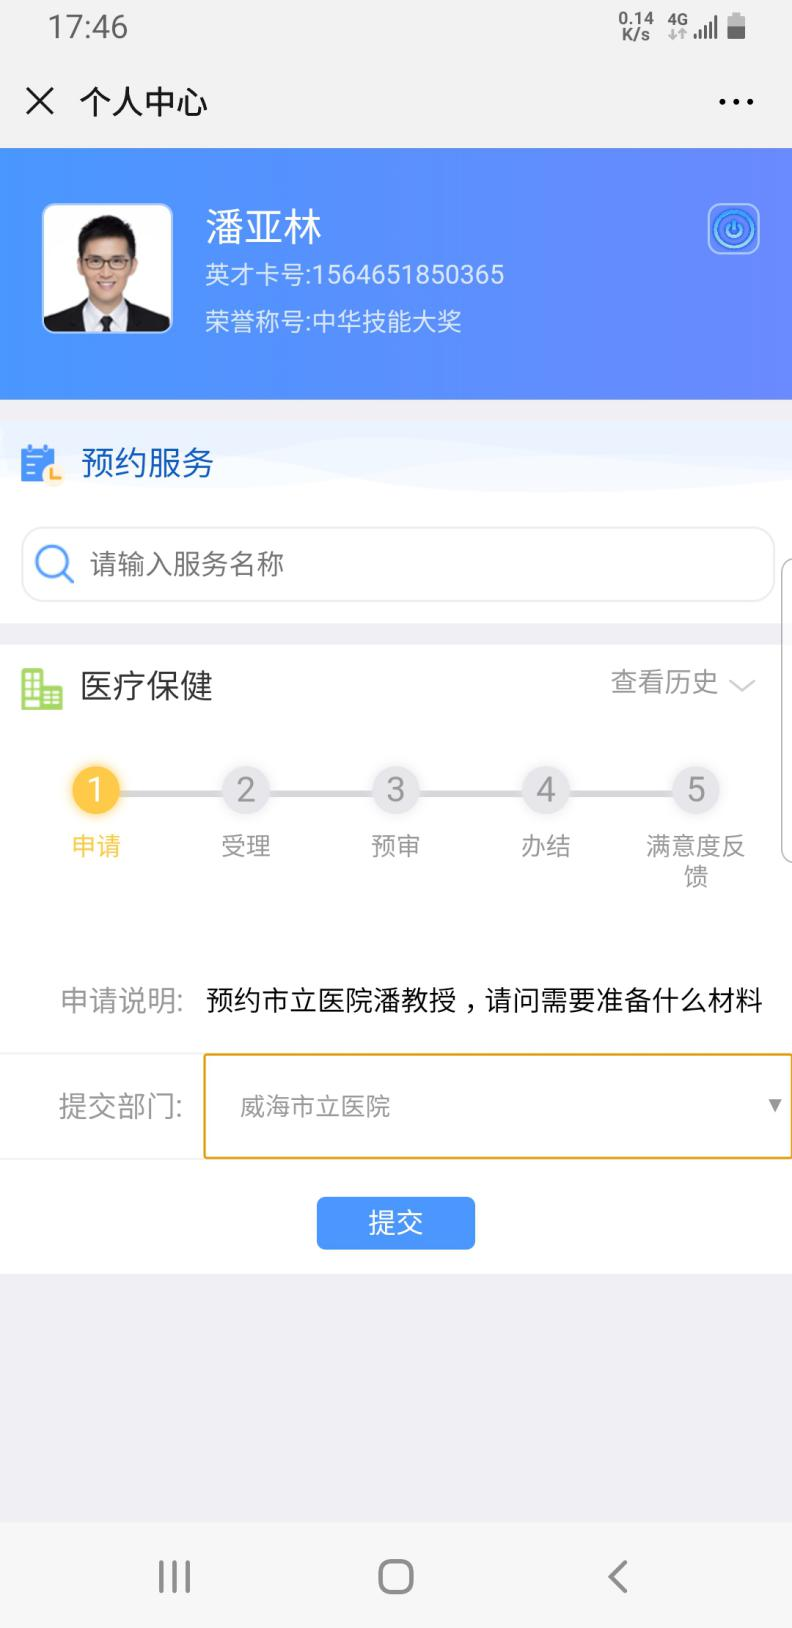 17:46
0.14 K/s 4G
个人中心
潘亚林
英才卡号:1564651850365
荣誉称号:中华技能大奖
预约服务
请输入服务名称
医疗保健 查看历史
1 2 3 4 5
申请 受理 预审 办结 满意度反
馈
申请说明: 预约市立医院潘教授，请问需要准备什么材料
提交部门: 威海市立医院
提交